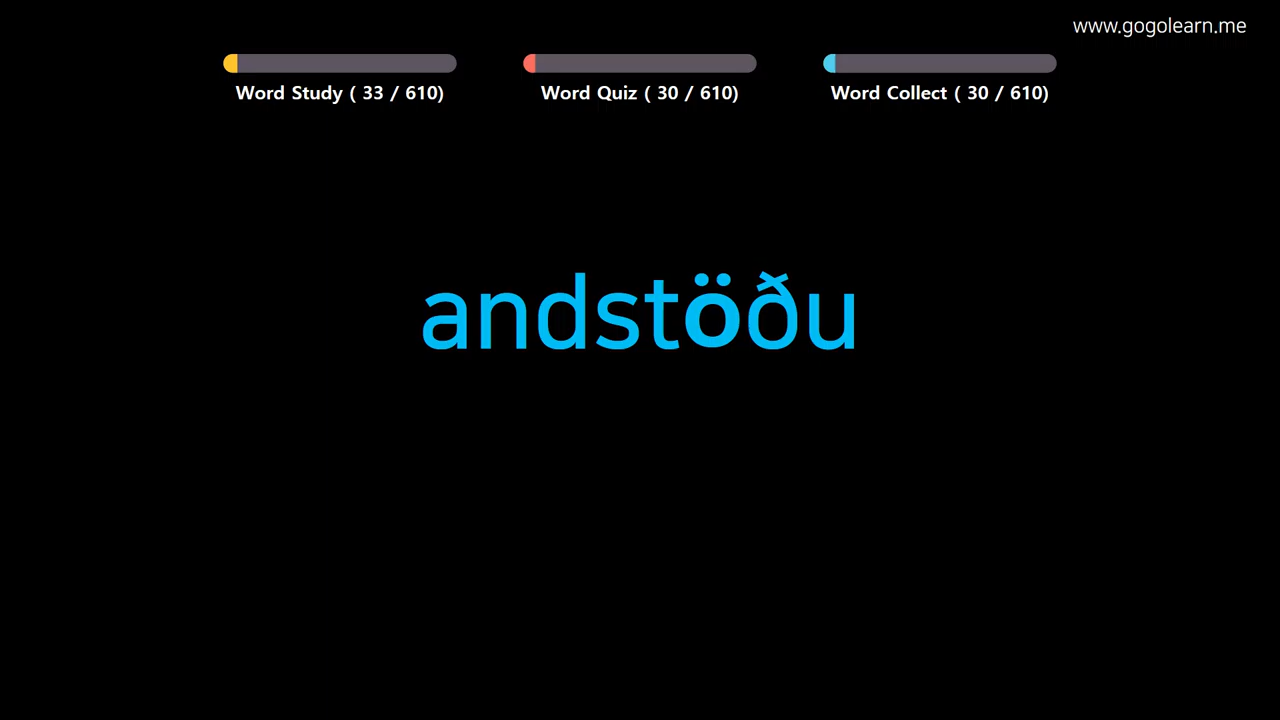 www.gogolearn.me
Word Study ( 33 / 610)
Word Quiz ( 30 / 610)
Word Collect ( 30 / 610)
andstöðu